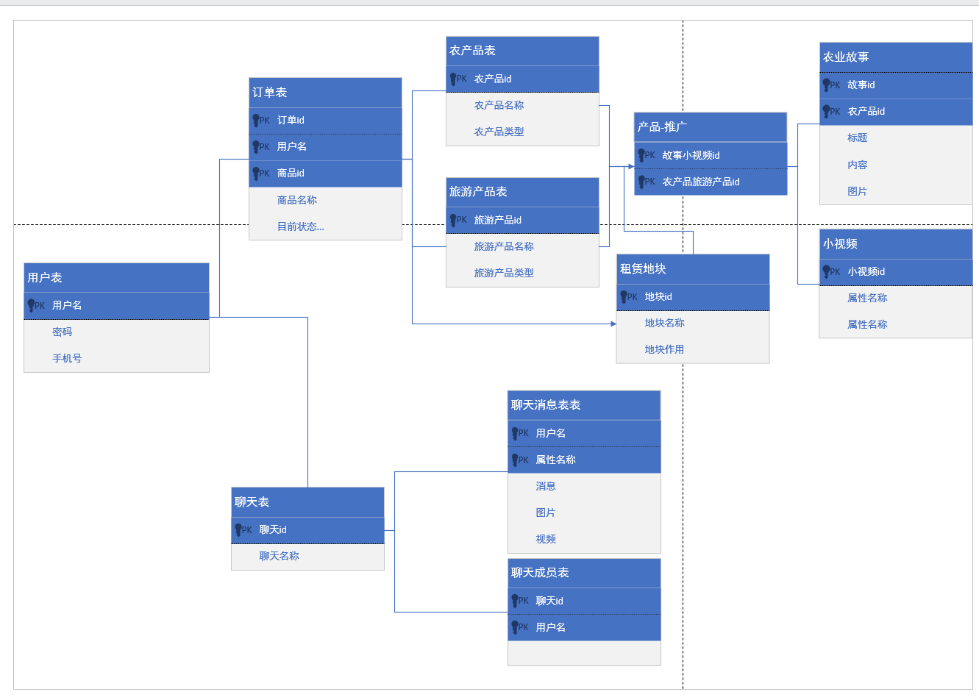 用户表
PK 用户名
密码
手机号
订单表
PK 订单id
PK 用户名
PK 商品id
商品名称
目前状态...
农产品表
PK 农产品id
农产品名称
农产品类型
旅游产品表
PK 旅游产品id
旅游产品名称
旅游产品类型
产品-推广
PK 故事小视频id
PK 农产品旅游产品id
租赁地块
PK 地块id
地块名称
地块作用
农业故事
PK 故事id
PK 农产品id
标题
内容
图片
小视频
PK 小视频id
属性名称
属性名称
聊天表
PK 聊天id
聊天名称
聊天消息表表
PK 用户名
PK 属性名称
消息
图片
视频
聊天成员表
PK 聊天id
PK 用户名